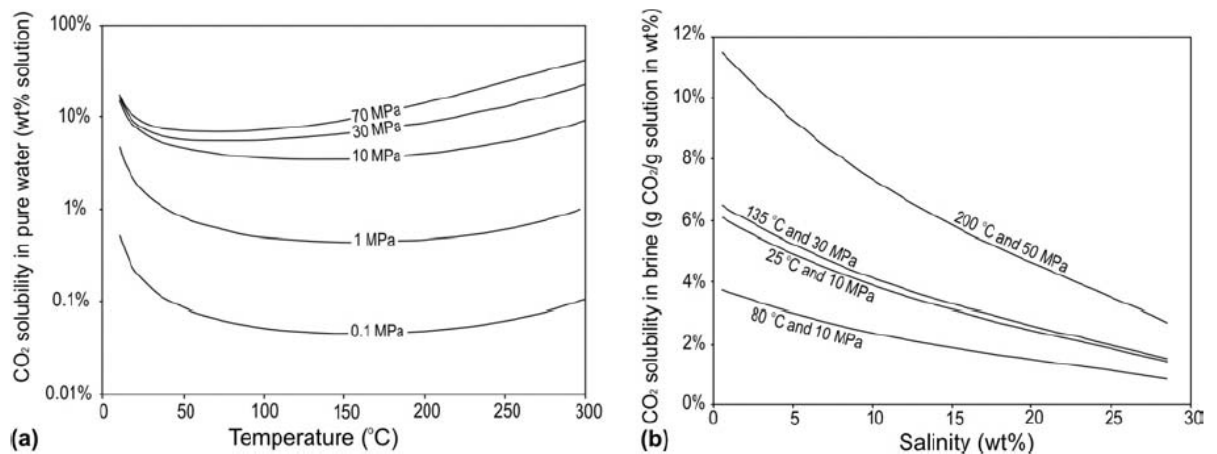 CO₂ solubility in pure water (wt% solution)
100%
10%
1%
0.1%
0.01%
70 MPa
30 MPa
10 MPa
1 MPa
0.1 MPa
0 50 100 150 200 250 300
Temperature (°C)
(a)
CO₂ solubility in brine (g CO₂/g solution in wt%)
12%
10%
8%
6%
4%
2%
0%
200 °C and 50 MPa
135 °C and 30 MPa
25 °C and 10 MPa
80 °C and 10 MPa
0 5 10 15 20 25 30
Salinity (wt%)
(b)